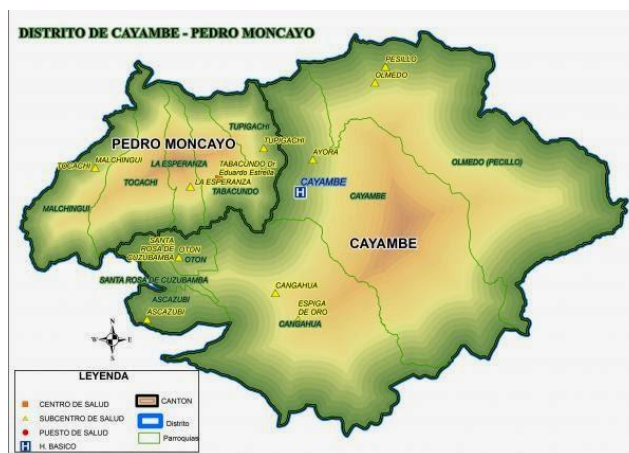 DISTRITO DE CAYAMBE - PEDRO MONCAYO
PESILLO
OLMEDO
TUPIGACHI
PEDRO MONCAYO
TUPIGACHI
AYORA
MALCHINGUI
TOCACHI
LA ESPERANZA
TABACUNDO Dr.
Eduardo Estrella
OLMEDO (PECILLO)
TOCACHI
LA ESPERANZA
TABACUNDO
CAYAMBE
H
CAYAMBE
MALCHINGUI
CAYAMBE
SANTA
ROSA DE
CUZUBAMBA
OTON
OTON
SANTA ROSA DE CUZUBAMBA
CANGAHUA
ASCAZUBI
ESPIGA
DE ORO
ASCAZUBI
CANGAHUA
N
W E
S
LEYENDA
CENTRO DE SALUD
SUBCENTRO DE SALUD
PUESTO DE SALUD
H H. BASICO
CANTON
Distrito
Parroquias